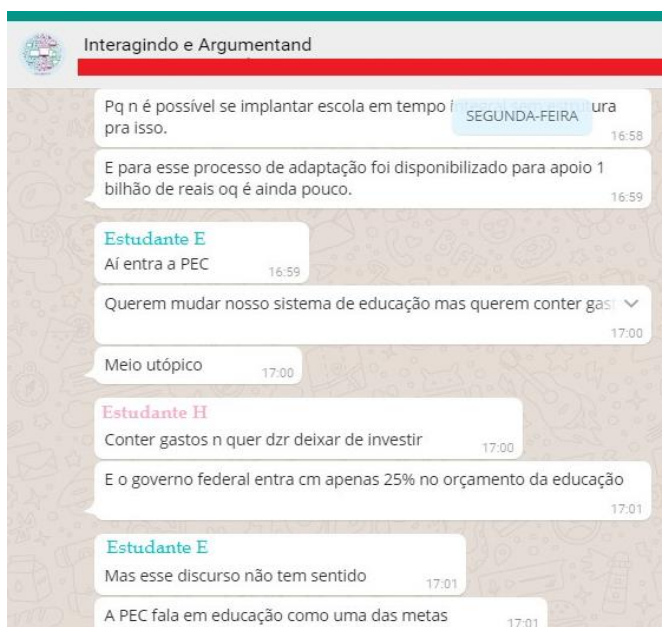 Interagindo e Argumentand
Pq n é possível se implantar escola em tempo
SEGUNDA-FEIRA
pra isso.
16:58
E para esse processo de adaptação foi disponibilizado para apoio 1
bilhão de reais oq é ainda pouco.
16:59
Estudante E
Aí entra a PEC
16:59
Querem mudar nosso sistema de educação mas querem conter
17:00
Meio utópico
17:00
Estudante H
Conter gastos n quer dzr deixar de investir
17:00
E o governo federal entra cm apenas 25% no orçamento da educação
17:01
Estudante E
Mas esse discurso não tem sentido
17:01
A PEC fala em educação como uma das metas
17:01